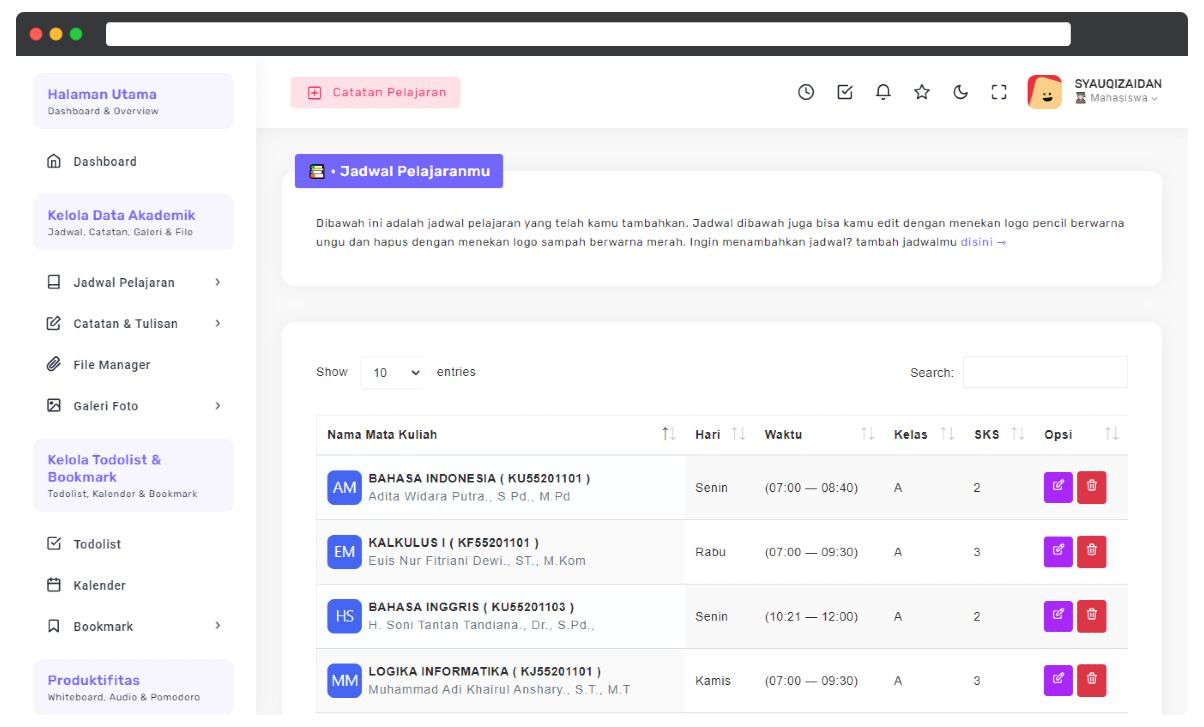 Halaman Utama
Dashboard & Overview
Dashboard
Kelola Data Akademik
Jadwal, Catatan, Galeri & File
Jadwal Pelajaran
Catatan & Tulisan
File Manager
Galeri Foto
Kelola Todolist &
Bookmark
Todolist, Kalender & Bookmark
Todolist
Kalender
Bookmark
Produktifitas
Whiteboard, Audio & Pomodoro
Catatan Pelajaran
SYAUQIZAIDAN
Mahasiswa
• Jadwal Pelajaranmu
Dibawah ini adalah jadwal pelajaran yang telah kamu tambahkan. Jadwal dibawah juga bisa kamu edit dengan menekan logo pencil berwarna
ungu dan hapus dengan menekan logo sampah berwarna merah. Ingin menambahkan jadwal? tambah jadwalmu disini →
Show 10 entries Search:
Nama Mata Kuliah Hari Waktu Kelas SKS Opsi
AM BAHASA INDONESIA ( KU55201101 )
Adita Widara Putra., S.Pd., M.Pd
Senin (07:00 — 08:40) A 2
EM KALKULUS I ( KF55201101 )
Euis Nur Fitriani Dewi., ST., M.Kom
Rabu (07:00 — 09:30) A 3
HS BAHASA INGGRIS ( KU55201103 )
H. Soni Tantan Tandiana., Dr., S.Pd.,
Senin (10:21 — 12:00) A 2
MM LOGIKA INFORMATIKA ( KJ55201101 )
Muhammad Adi Khairul Anshary., S.T., M.T
Kamis (07:00 — 09:30) A 3